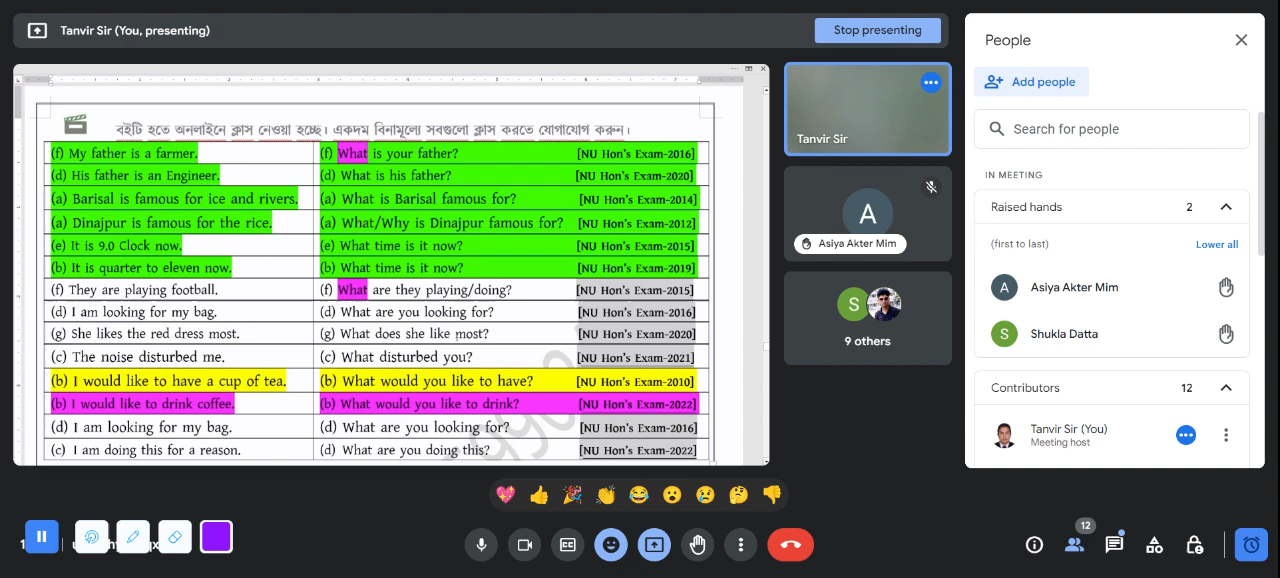 Tanvir Sir (You, presenting)
Stop presenting
বইটি হতে অনলাইনে ক্লাস নেওয়া হচ্ছে। একদম বিনামূল্যে সবগুলো ক্লাস করতে যোগাযোগ করুন।
(f) My father is a farmer. (f) What is your father? [NU Hon's Exam-2016]
(d) His father is an Engineer. (d) What is his father? [NU Hon's Exam-2020]
(a) Barisal is famous for ice and rivers. (a) What is Barisal famous for? [NU Hon's Exam-2014]
(a) Dinajpur is famous for the rice. (a) What/Why is Dinajpur famous for? [NU Hon's Exam-2012]
(e) It is 9.0 Clock now. (e) What time is it now? [NU Hon's Exam-2015]
(b) It is quarter to eleven now. (b) What time is it now? [NU Hon's Exam-2019]
(f) They are playing football. (f) What are they playing/doing? [NU Hon's Exam-2015]
(d) I am looking for my bag. (d) What are you looking for? [NU Hon's Exam-2016]
(g) She likes the red dress most. (g) What does she like most? [NU Hon's Exam-2020]
(c) The noise disturbed me. (c) What disturbed you? [NU Hon's Exam-2021]
(b) I would like to have a cup of tea. (b) What would you like to have? [NU Hon's Exam-2010]
(b) I would like to drink coffee. (b) What would you like to drink? [NU Hon's Exam-2022]
(d) I am looking for my bag. (d) What are you looking for? [NU Hon's Exam-2016]
(c) I am doing this for a reason. (d) What are you doing this? [NU Hon's Exam-2022]
Tanvir Sir
A
Asiya Akter Mim
S
9 others
People
Add people
Search for people
IN MEETING
Raised hands 2
(first to last) Lower all
A Asiya Akter Mim
S Shukla Datta
Contributors 12
Tanvir Sir (You)
Meeting host
12